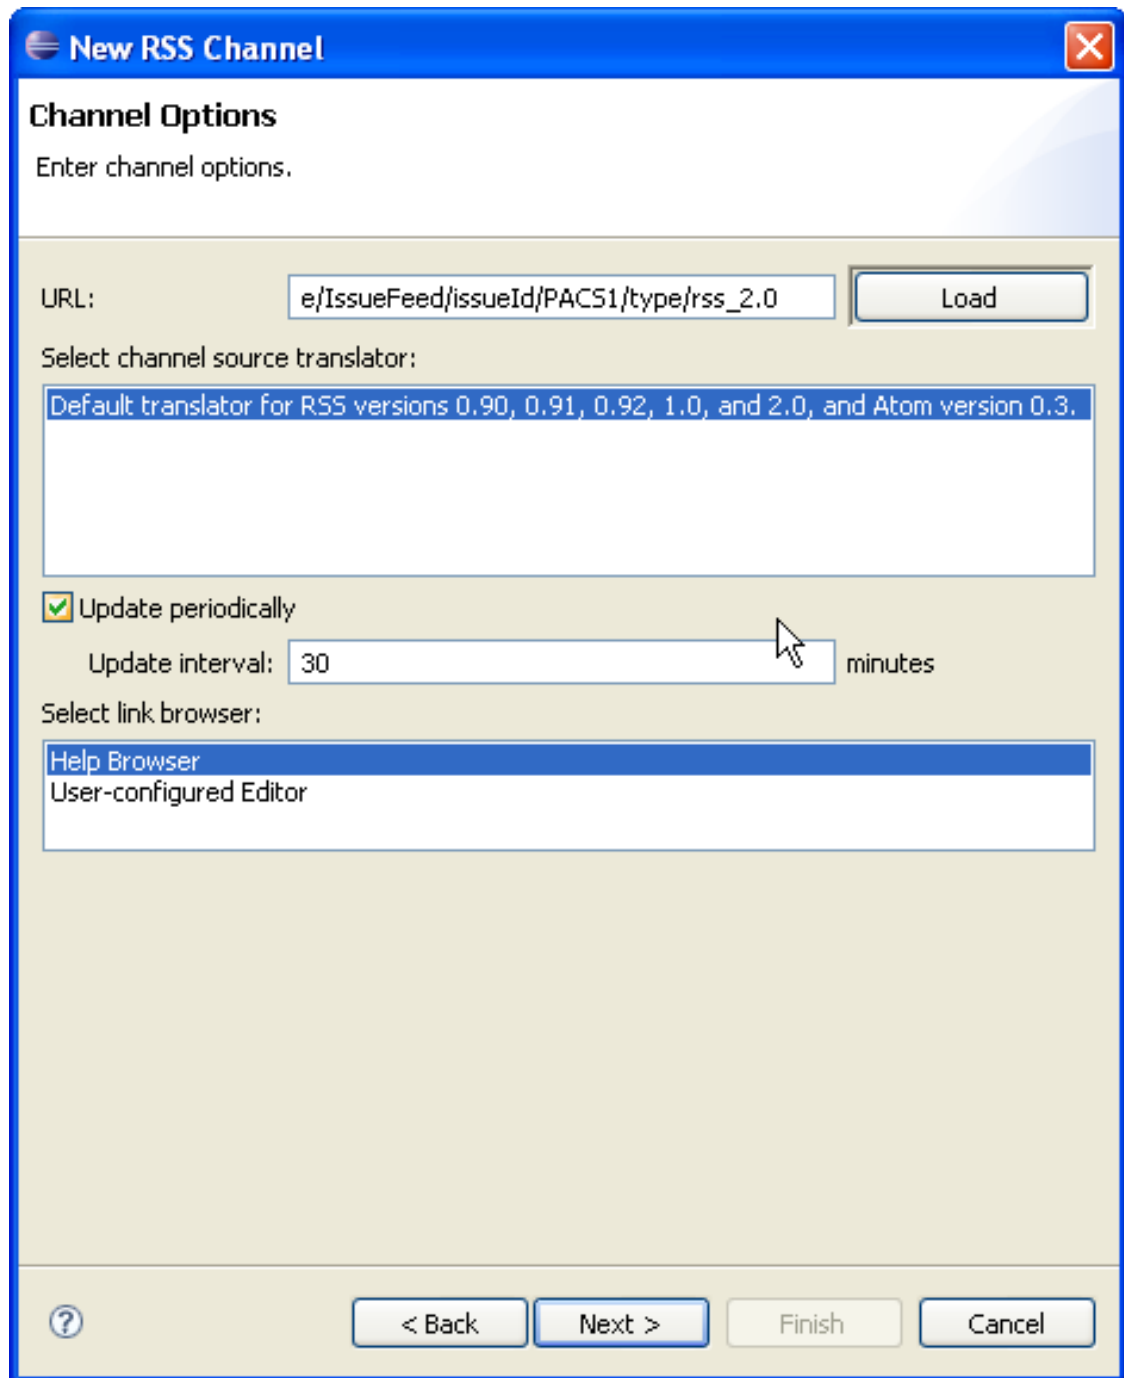 New RSS Channel
Channel Options
Enter channel options.
URL: e/IssueFeed/issueId/PACS1/type/rss_2.0 Load
Select channel source translator:
Default translator for RSS versions 0.90, 0.91, 0.92, 1.0, and 2.0, and Atom version 0.3.
Update periodically
Update interval: 30 minutes
Select link browser:
Help Browser
User-configured Editor
? < Back Next > Finish Cancel